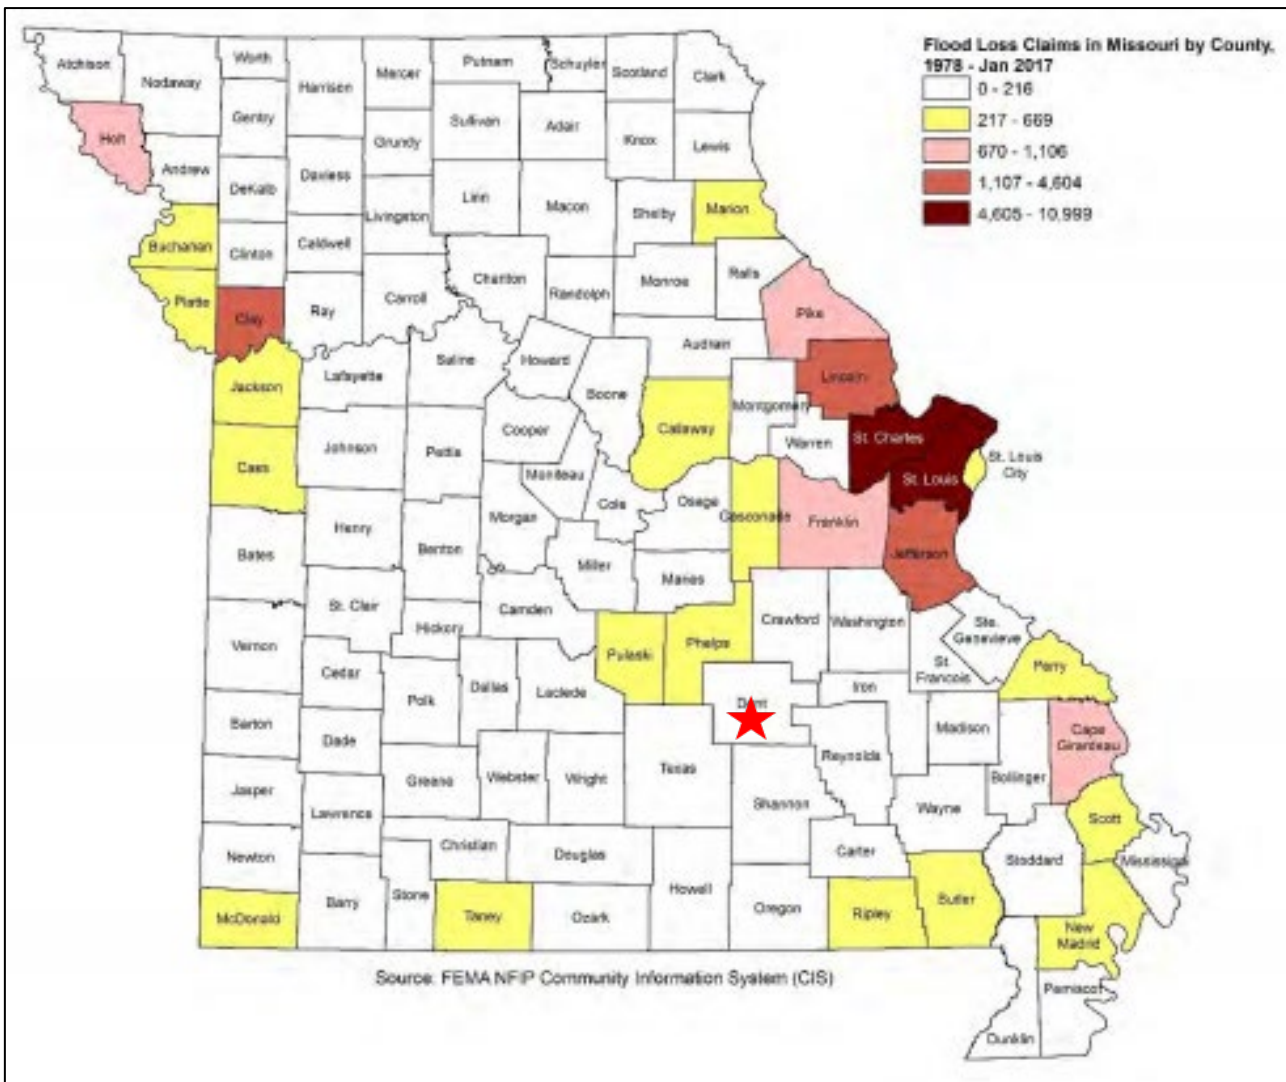 Flood Loss Claims in Missouri by County,
1978 - Jan 2017
0 - 216
217 - 669
670 - 1,106
1,107 - 4,604
4,605 - 10,999
Atchison
Nodaway
Worth
Harrison
Mercer
Putnam
Schuyler
Scotland
Clark
Holt
Gentry
Grundy
Sullivan
Adair
Knox
Lewis
Andrew
DeKalb
Daviess
Livingston
Linn
Macon
Shelby
Marion
Buchanan
Clinton
Caldwell
Chariton
Randolph
Monroe
Ralls
Platte
Clay
Ray
Carroll
Pike
Audrain
Jackson
Lafayette
Saline
Howard
Boone
Callaway
Montgomery
Lincoln
Cass
Johnson
Pettis
Cooper
Moniteau
Cole
Osage
Gasconade
Warren
St. Charles
St. Louis
St. Louis
City
Franklin
Jefferson
Bates
Henry
Benton
Morgan
Miller
Maries
St. Clair
Hickory
Camden
Pulaski
Phelps
Crawford
Washington
Ste.
Genevieve
St.
Francois
Perry
Vernon
Cedar
Polk
Dallas
Laclede
Dent
Iron
Madison
Cape
Girardeau
Bollinger
Barton
Dade
Greene
Webster
Wright
Texas
Shannon
Reynolds
Wayne
Scott
Mississippi
Jasper
Lawrence
Christian
Douglas
Howell
Carter
Stoddard
Newton
McDonald
Barry
Stone
Taney
Ozark
Oregon
Ripley
Butler
New
Madrid
Pemiscot
Dunklin
Source: FEMA NFIP Community Information System (CIS)